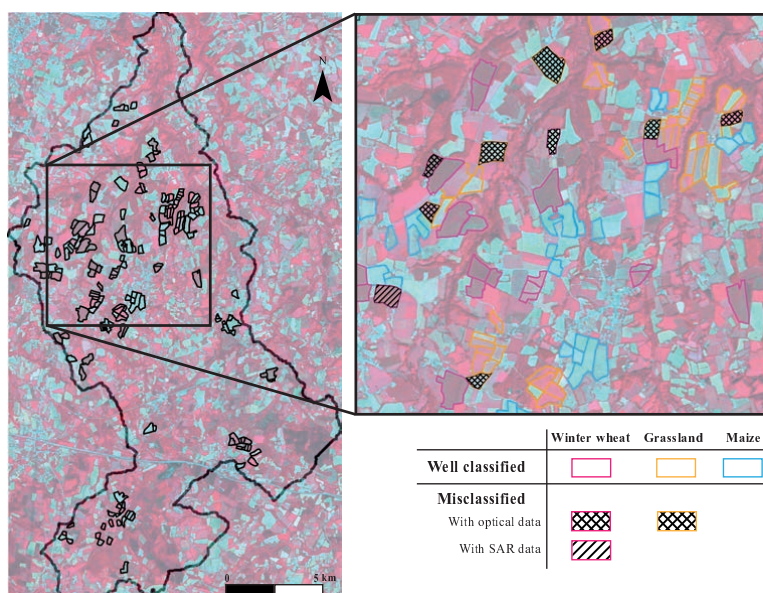 N
0 5 km
Winter wheat Grassland Maize
Well classified
Misclassified
With optical data
With SAR data